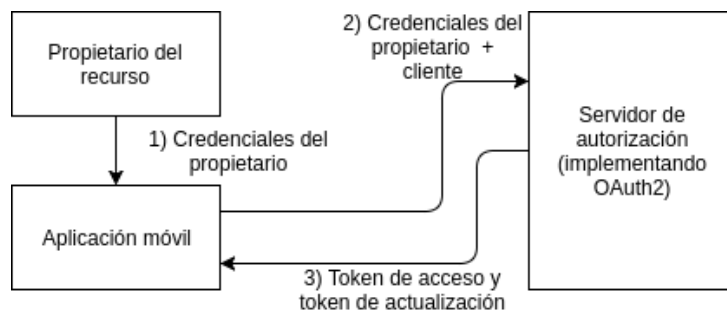 Propietario del
recurso
2) Credenciales del
propietario +
cliente
1) Credenciales del
propietario
Servidor de
autorización
(implementando
OAuth2)
Aplicación móvil
3) Token de acceso y
token de actualización